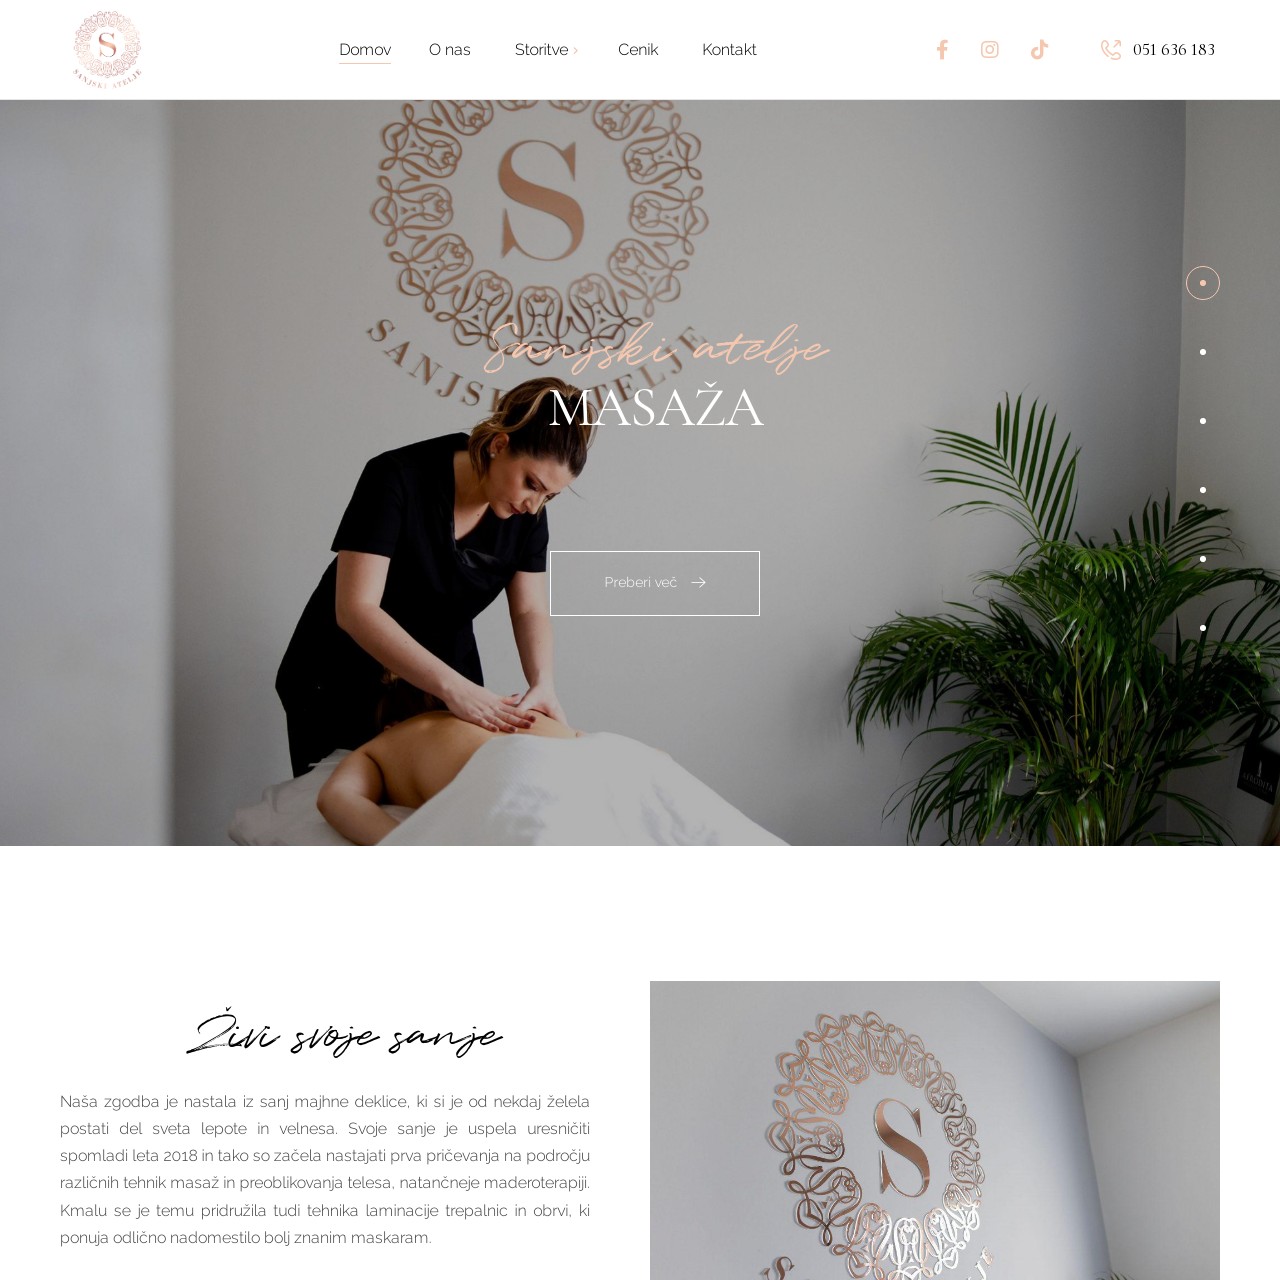 S
SANJSKI ATELJE
Domov
O nas
Storitve
Cenik
Kontakt
051 636 183
S
Sanjski atelje
MASAŽA
Preberi več
Živi svoje sanje
Naša zgodba je nastala iz sanj majhne deklice, ki si je od nekdaj želela
postati del sveta lepote in velnesa. Svoje sanje je uspela uresničiti
spomladi leta 2018 in tako so začela nastajati prva pričevanja na področju
različnih tehnik masaž in preoblikovanja telesa, natančneje maderoterapiji.
Kmalu se je temu pridružila tudi tehnika laminacije trepalnic in obrvi, ki
ponuja odlično nadomestilo bolj znanim maskaram.
S